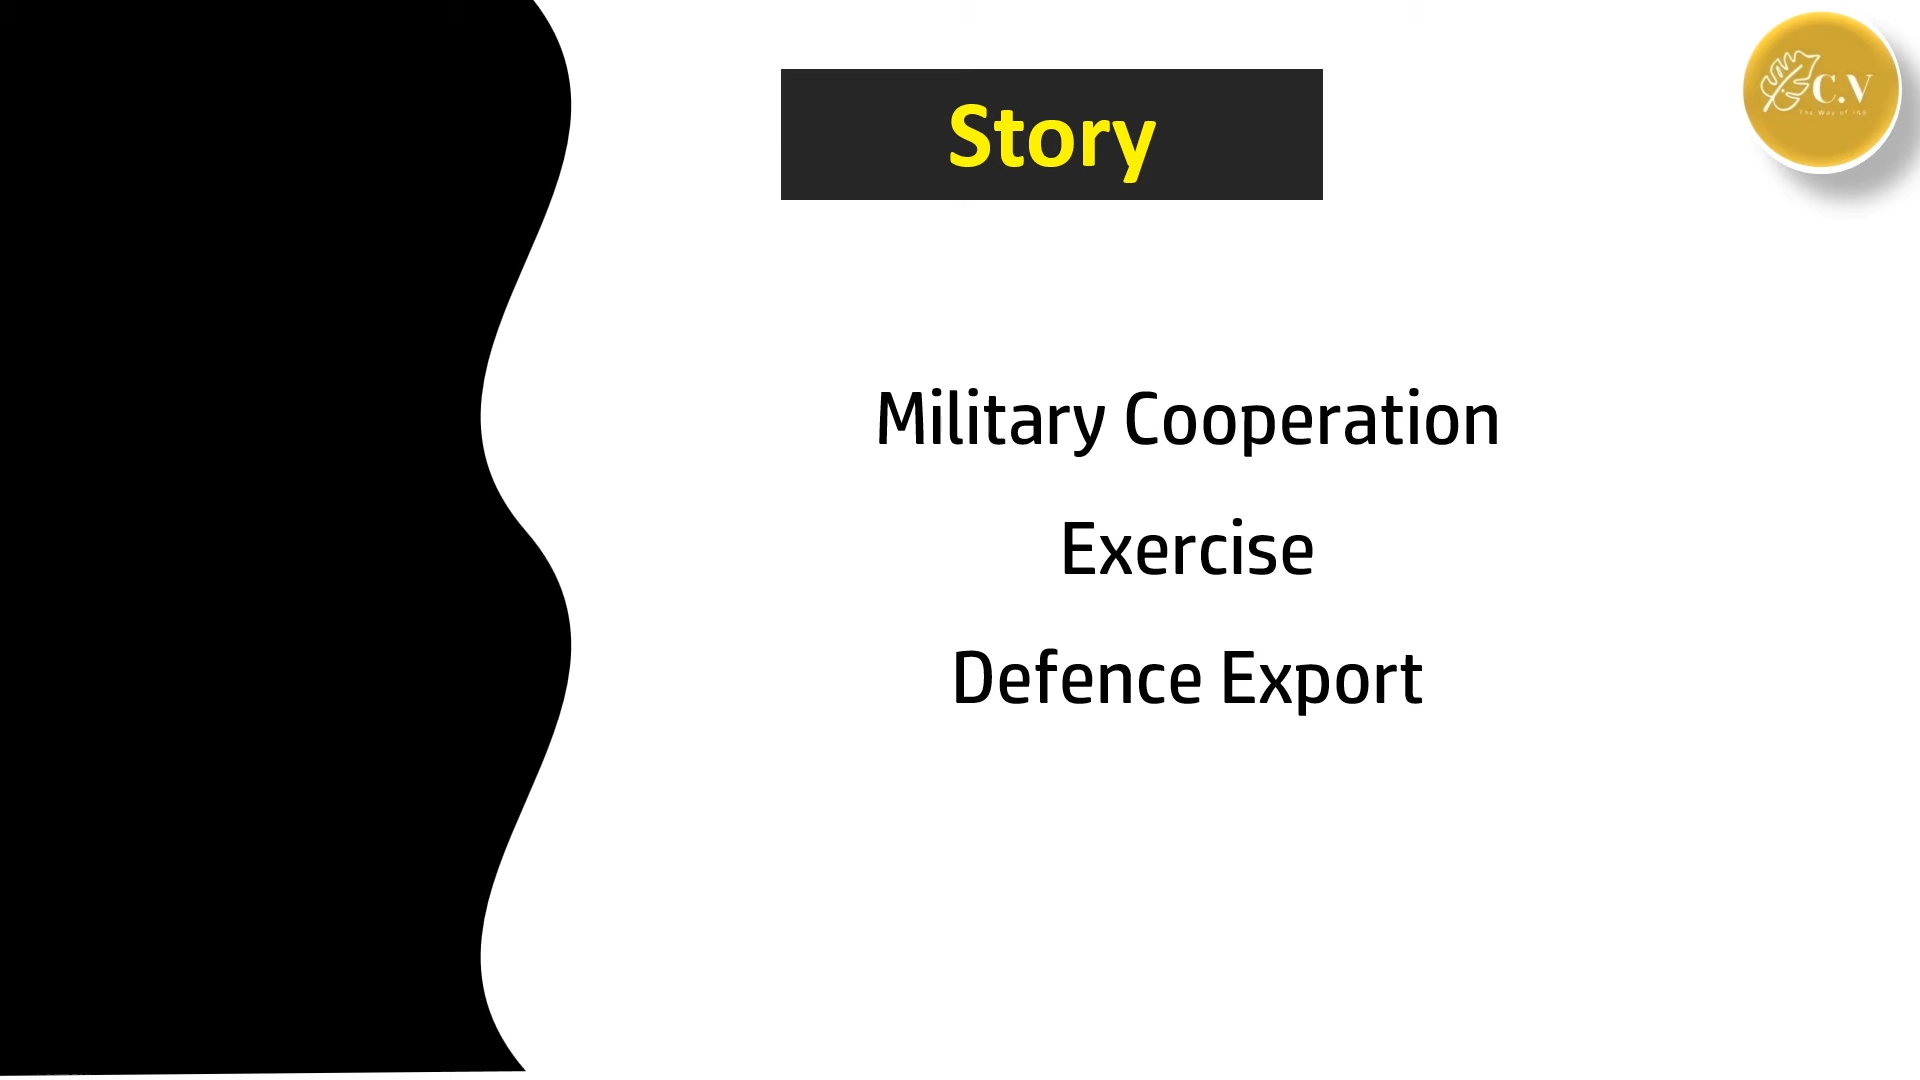 Story
C.V
Military Cooperation
Exercise
Defence Export